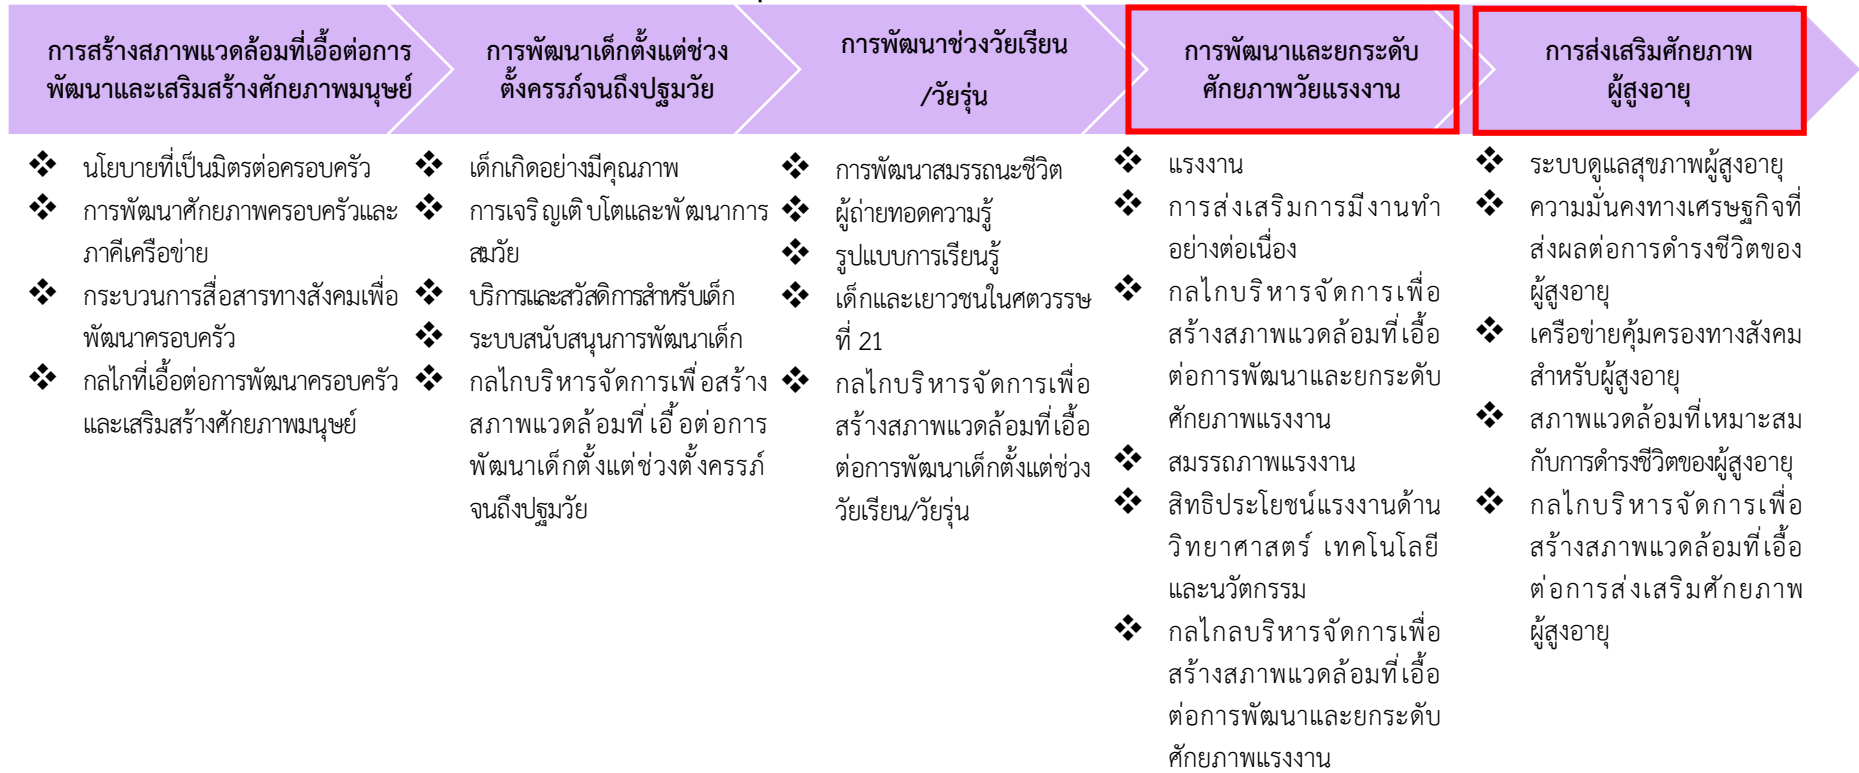 การสร้างสภาพแวดล้อมที่เอื้อต่อการ
พัฒนาและเสริมสร้างศักยภาพมนุษย์
การพัฒนาเด็กตั้งแต่ช่วง
ตั้งครรภ์จนถึงปฐมวัย
การพัฒนาช่วงวัยเรียน
/วัยรุ่น
การพัฒนาและยกระดับ
ศักยภาพวัยแรงงาน
การส่งเสริมศักยภาพ
ผู้สูงอายุ
❖ นโยบายที่เป็นมิตรต่อครอบครัว
❖ การพัฒนาศักยภาพครอบครัวและ
ภาคีเครือข่าย
❖ กระบวนการสื่อสารทางสังคมเพื่อ
พัฒนาครอบครัว
❖ กลไกที่เอื้อต่อการพัฒนาครอบครัว
และเสริมสร้างศักยภาพมนุษย์
❖ เด็กเกิดอย่างมีคุณภาพ
❖ การเจริญเติบโตและพัฒนาการ
สมวัย
❖ บริการและสวัสดิการสำหรับเด็ก
❖ ระบบสนับสนุนการพัฒนาเด็ก
❖ กลไกบริหารจัดการเพื่อสร้าง
สภาพแวดล้อมที่เอื้อต่อการ
พัฒนาเด็กตั้งแต่ช่วงตั้งครรภ์
จนถึงปฐมวัย
❖ การพัฒนาสมรรถนะชีวิต
❖ ผู้ถ่ายทอดความรู้
❖ รูปแบบการเรียนรู้
❖ เด็กและเยาวชนในศตวรรษ
ที่ 21
❖ กลไกบริหารจัดการเพื่อ
สร้างสภาพแวดล้อมที่เอื้อ
ต่อการพัฒนาเด็กตั้งแต่ช่วง
วัยเรียน/วัยรุ่น
❖ แรงงาน
❖ การส่งเสริมการมีงานทำ
อย่างต่อเนื่อง
❖ กลไกบริหารจัดการเพื่อ
สร้างสภาพแวดล้อมที่เอื้อ
ต่อการพัฒนาและยกระดับ
ศักยภาพแรงงาน
❖ สมรรถภาพแรงงาน
❖ สิทธิประโยชน์แรงงานด้าน
วิทยาศาสตร์ เทคโนโลยี
และนวัตกรรม
❖ กลไกลบริหารจัดการเพื่อ
สร้างสภาพแวดล้อมที่เอื้อ
ต่อการพัฒนาและยกระดับ
ศักยภาพแรงงาน
❖ ระบบดูแลสุขภาพผู้สูงอายุ
❖ ความมั่นคงทางเศรษฐกิจที่
ส่งผลต่อการดำรงชีวิตของ
ผู้สูงอายุ
❖ เครือข่ายคุ้มครองทางสังคม
สำหรับผู้สูงอายุ
❖ สภาพแวดล้อมที่เหมาะสม
กับการดำรงชีวิตของผู้สูงอายุ
❖ กลไกบริหารจัดการเพื่อ
สร้างสภาพแวดล้อมที่เอื้อ
ต่อการส่งเสริมศักยภาพ
ผู้สูงอายุ